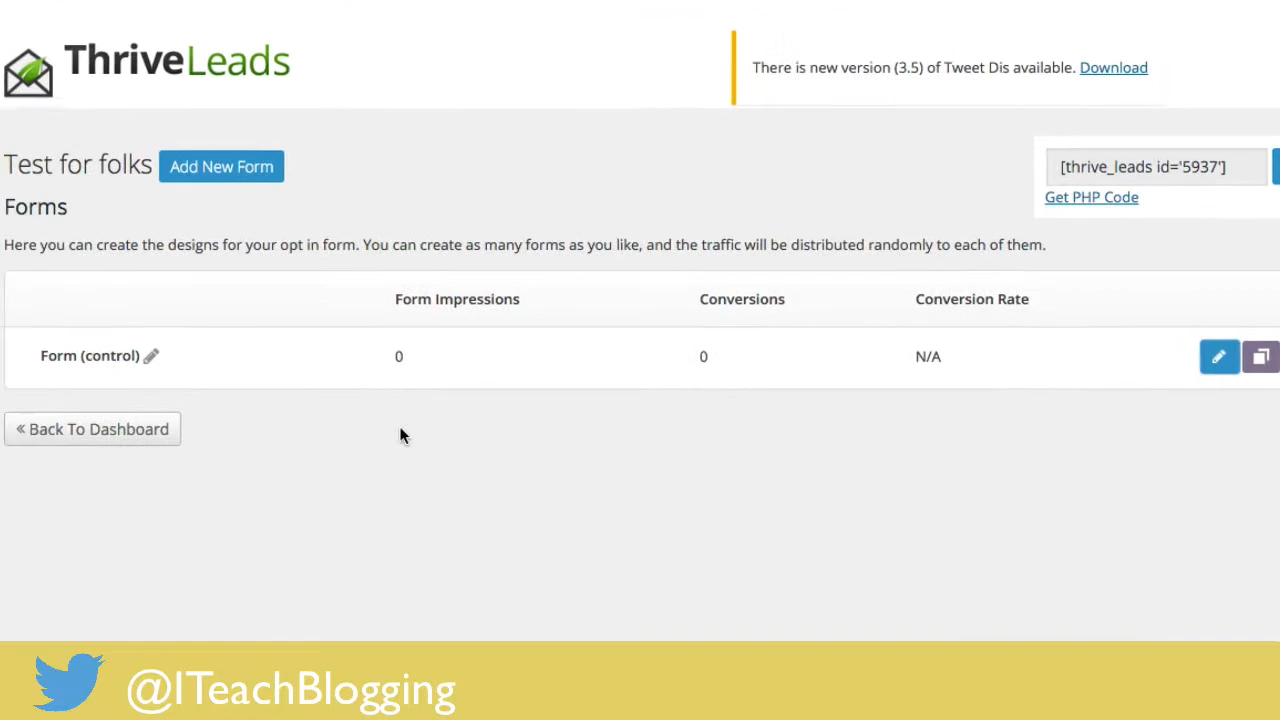 ThriveLeads
There is new version (3.5) of Tweet Dis available. Download
Test for folks
Add New Form
[thrive_leads id='5937']
Get PHP Code
Forms
Here you can create the designs for your opt in form. You can create as many forms as you like, and the traffic will be distributed randomly to each of them.
Form Impressions Conversions Conversion Rate
Form (control) 0 0 N/A
« Back To Dashboard
@ITeachBlogging